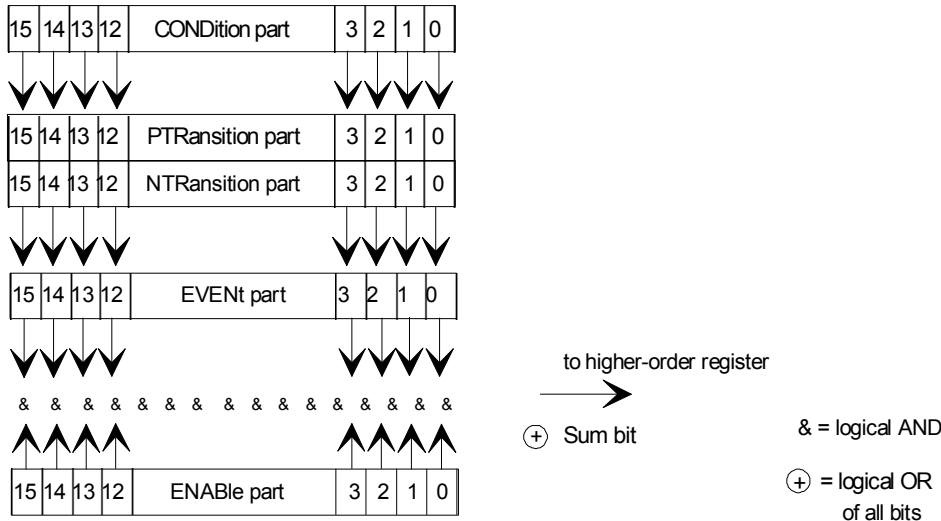 15 14 13 12 CONDition part 3 2 1 0
15 14 13 12 PTRansition part 3 2 1 0
15 14 13 12 NTRansition part 3 2 1 0
15 14 13 12 EVENt part 3 2 1 0
to higher-order register
& & & & & & & & & & & & & & & &
+ Sum bit
& = logical AND
15 14 13 12 ENABle part 3 2 1 0
+ = logical OR
of all bits